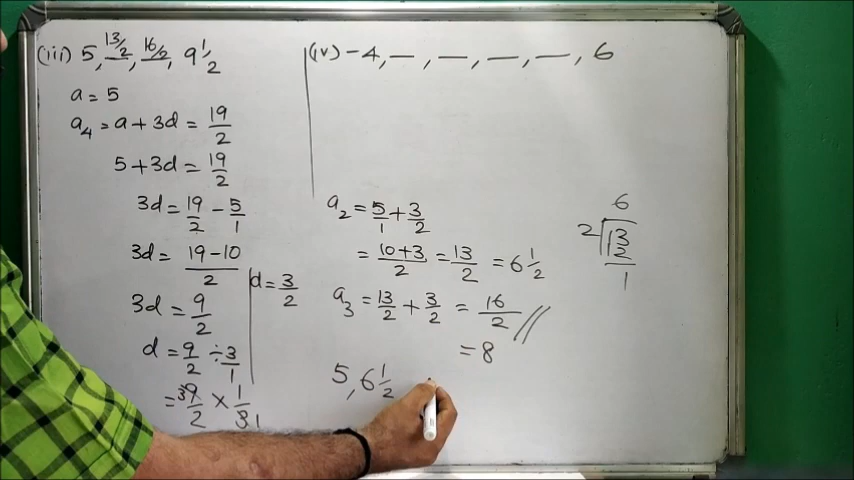 (iii) 5, 13/2, 16/2, 9 1/2
a = 5
a4 = a + 3d = 19/2
5 + 3d = 19/2
3d = 19/2 - 5/1
3d = 19-10/2
3d = 9/2
d = 9/2 ÷ 3/1
= 3 9/2 × 1/3 1
d = 3/2
(iv) -4, —, —, —, —, 6
a2 = 5/1 + 3/2
= 10+3/2 = 13/2 = 6 1/2
a3 = 13/2 + 3/2 = 16/2 //
= 8
5, 6 1/2
6
2 13
12
1